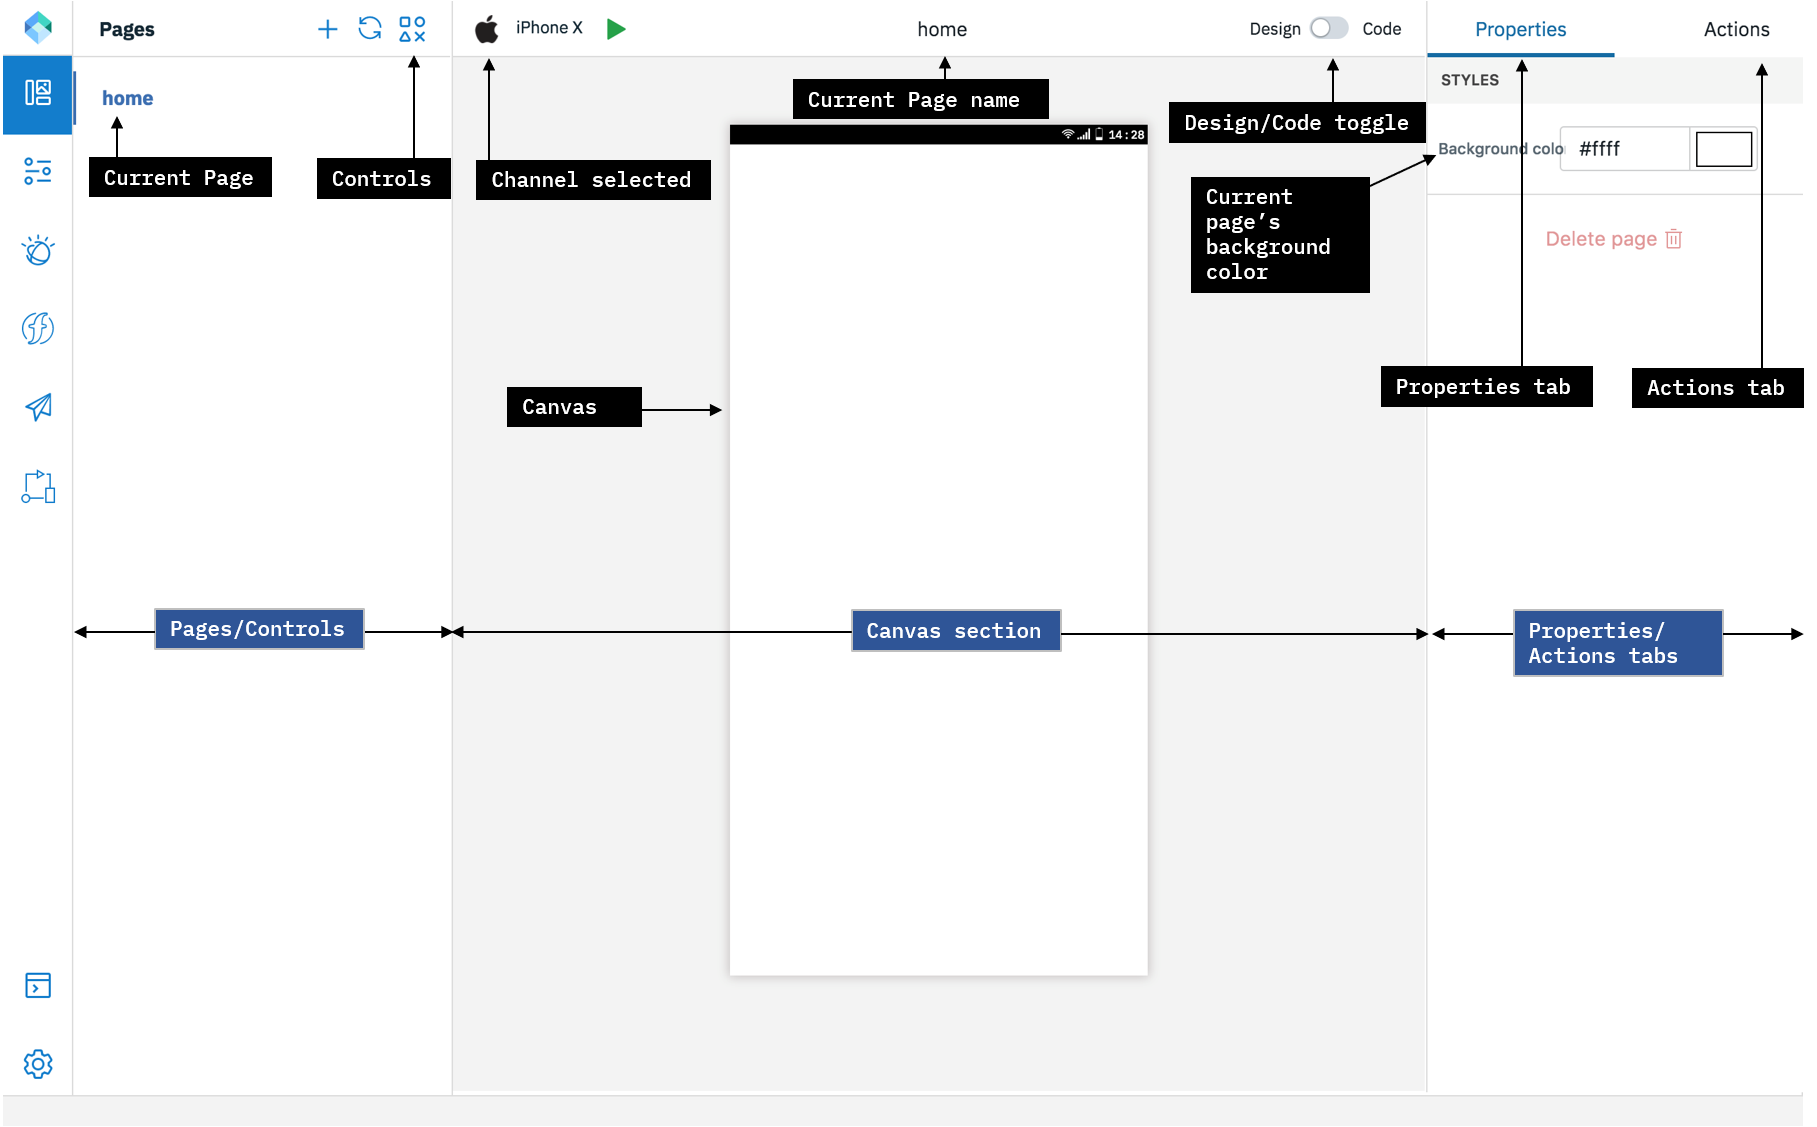 Pages
iPhone X
home
Design
Code
Properties
Actions
STYLES
home
Current Page name
Design/Code toggle
14:28
Background colo
#ffff
Current Page
Controls
Channel selected
Current
page’s
background
color
Delete page
Properties tab
Actions tab
Canvas
Pages/Controls
Canvas section
Properties/
Actions tabs